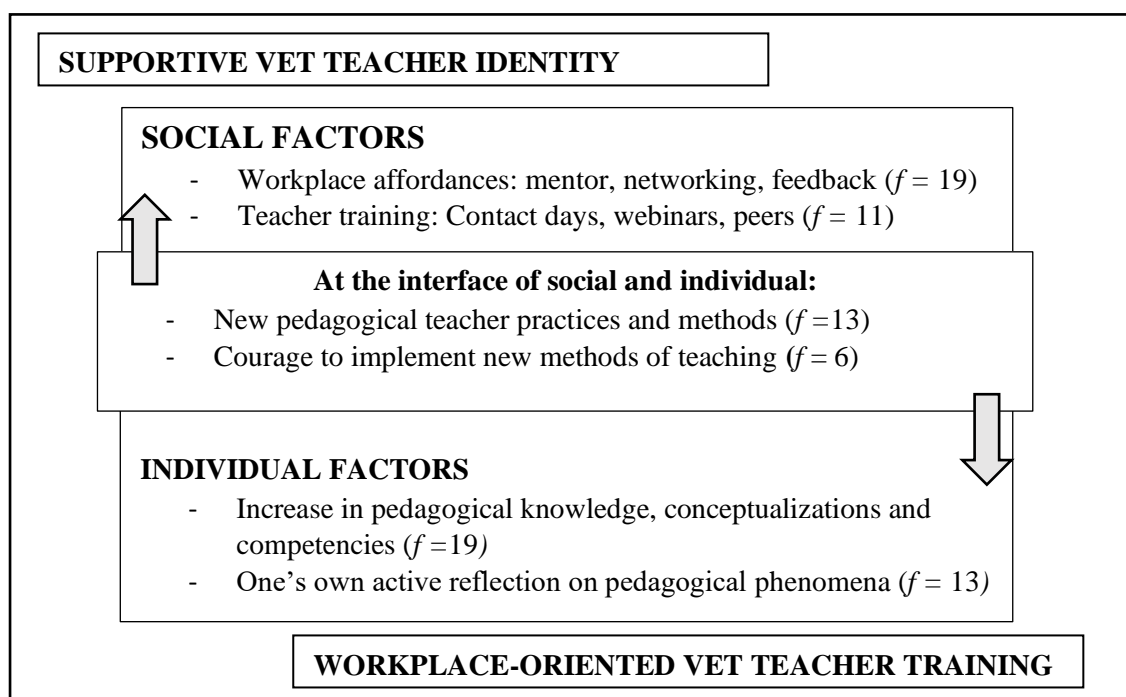 SUPPORTIVE VET TEACHER IDENTITY
SOCIAL FACTORS
- Workplace affordances: mentor, networking, feedback (f = 19)
- Teacher training: Contact days, webinars, peers (f = 11)
At the interface of social and individual:
- New pedagogical teacher practices and methods (f =13)
- Courage to implement new methods of teaching (f = 6)
INDIVIDUAL FACTORS
- Increase in pedagogical knowledge, conceptualizations and
competencies (f =19)
- One’s own active reflection on pedagogical phenomena (f = 13)
WORKPLACE-ORIENTED VET TEACHER TRAINING